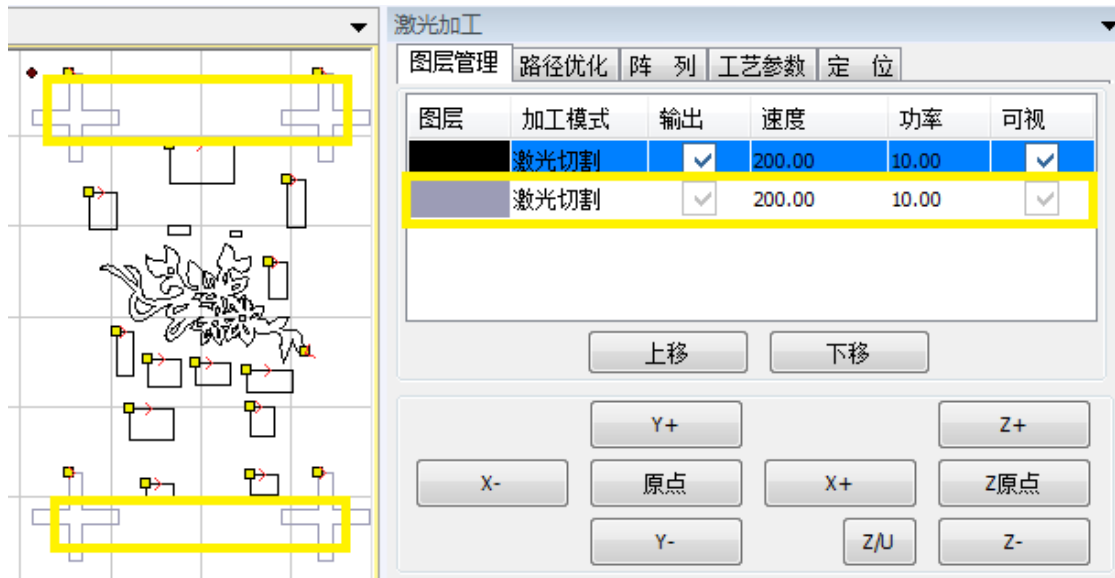 激光加工
图层管理 路径优化 阵 列 工艺参数 定 位
图层 加工模式 输出 速度 功率 可视
激光切割 200.00 10.00
激光切割 200.00 10.00
上移 下移
Y+ Z+
X- 原点 X+ Z原点
Y- Z/U Z-